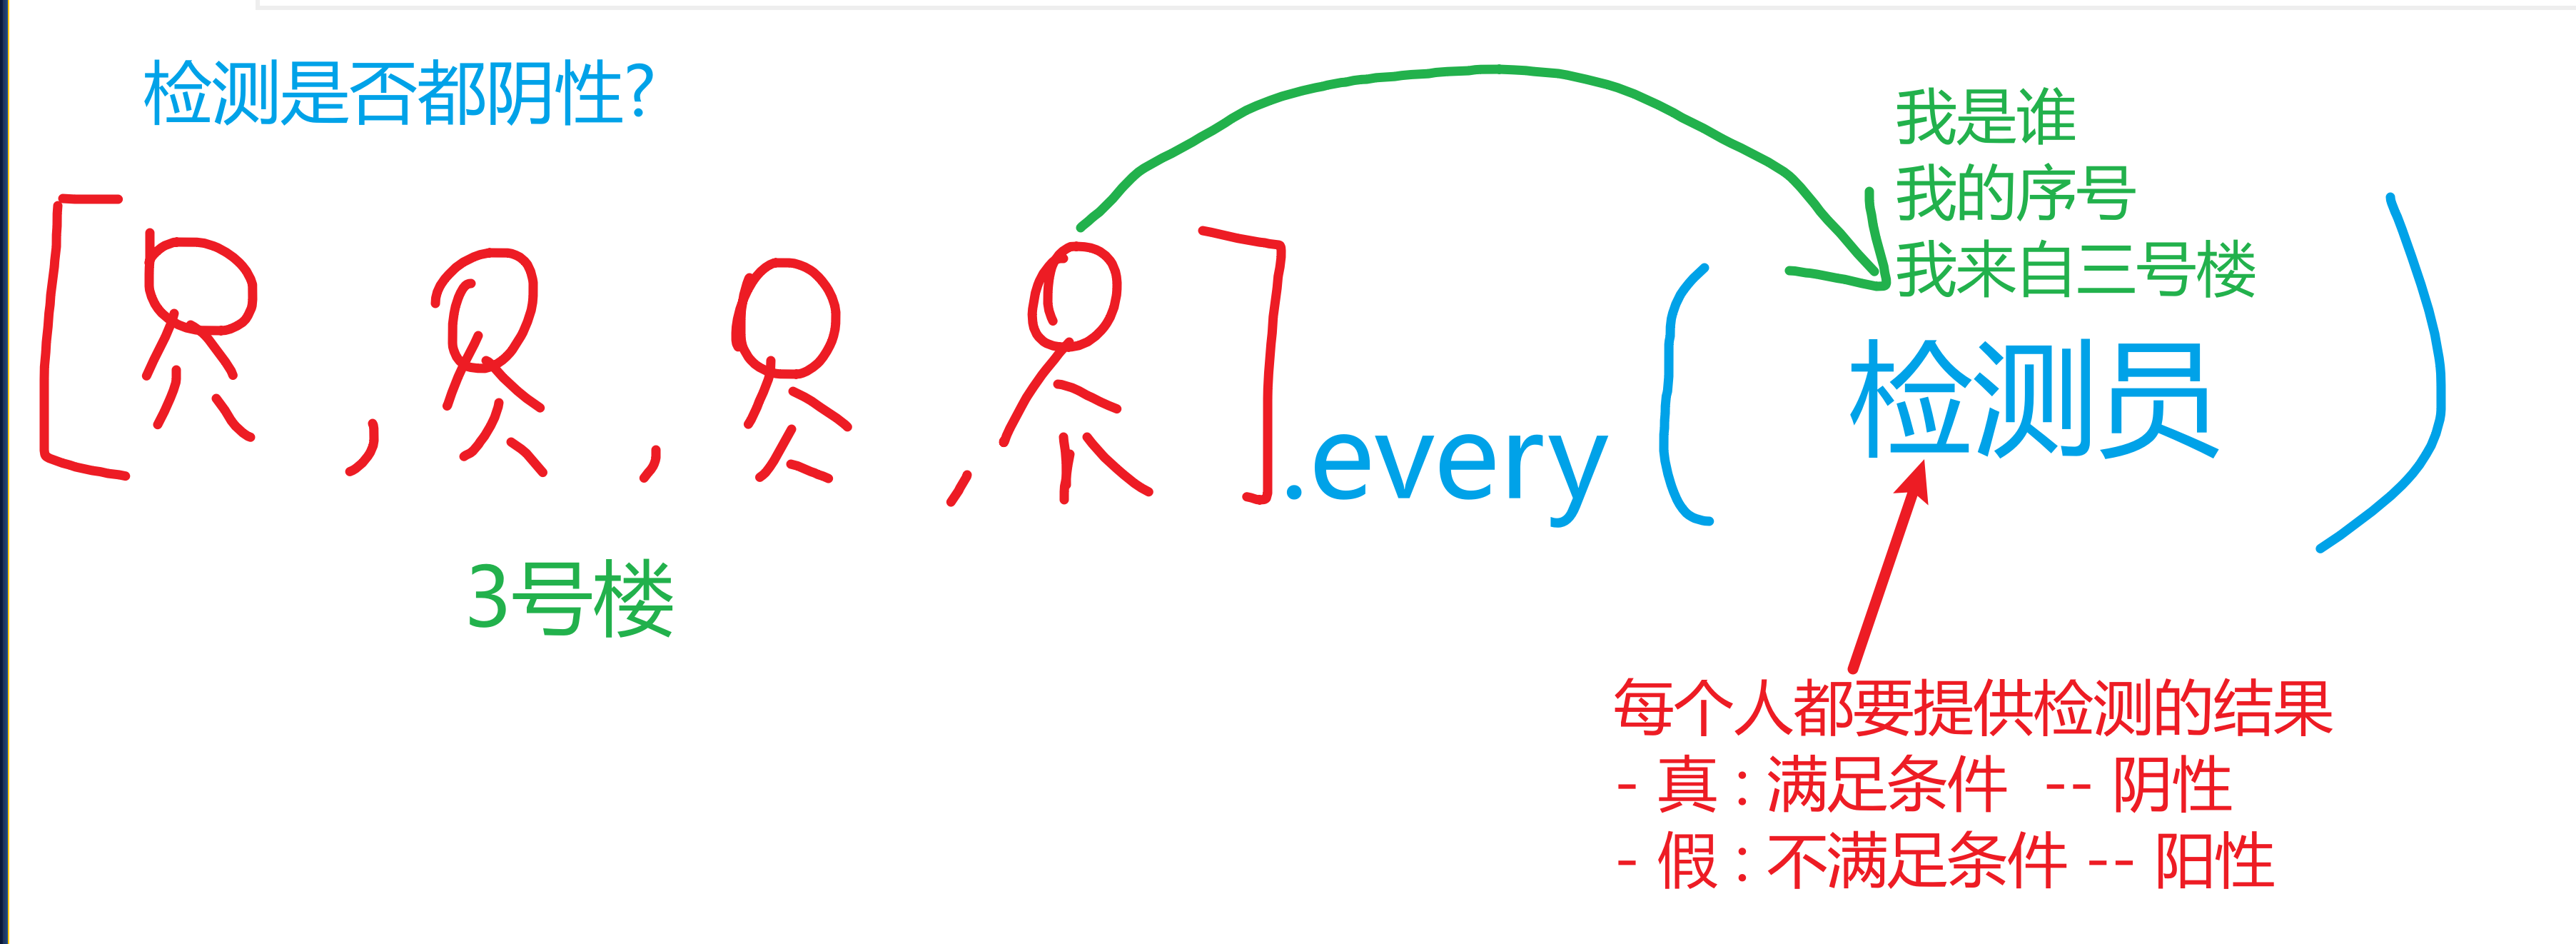 检测是否都阴性?
我是谁
我的序号
我来自三号楼
[ , , , ].every( 检测员 )
3号楼
每个人都要提供检测的结果
- 真：满足条件 -- 阴性
- 假：不满足条件 -- 阳性